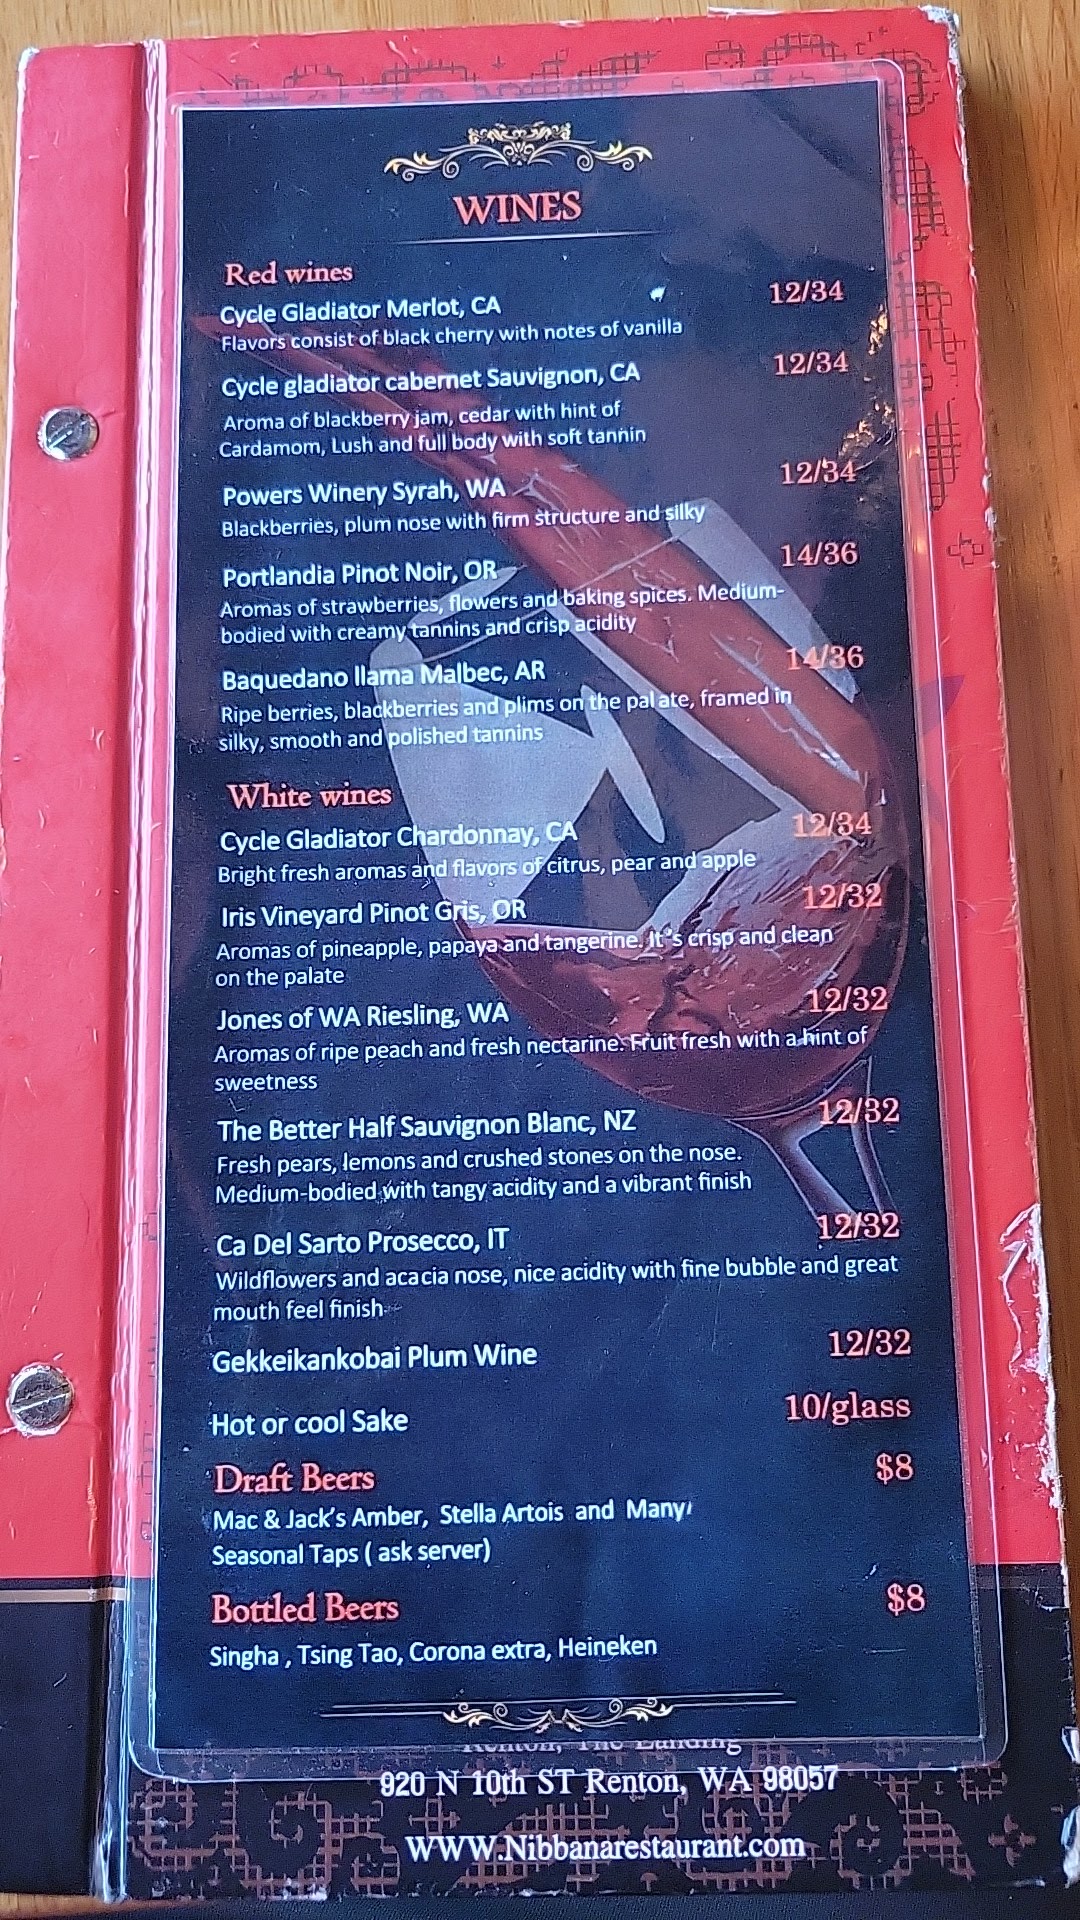 WINES
Red wines
Cycle Gladiator Merlot, CA 12/34
Flavors consist of black cherry with notes of vanilla
Cycle gladiator cabernet Sauvignon, CA 12/34
Aroma of blackberry jam, cedar with hint of
Cardamom, Lush and full body with soft tannin
Powers Winery Syrah, WA 12/34
Blackberries, plum nose with firm structure and silky
Portlandia Pinot Noir, OR 14/36
Aromas of strawberries, flowers and baking spices. Medium-
bodied with creamy tannins and crisp acidity
Baquedano llama Malbec, AR 14/36
Ripe berries, blackberries and plims on the pal ate, framed in
silky, smooth and polished tannins
White wines
Cycle Gladiator Chardonnay, CA 12/34
Bright fresh aromas and flavors of citrus, pear and apple
Iris Vineyard Pinot Gris, OR 12/32
Aromas of pineapple, papaya and tangerine. It's crisp and clean
on the palate
Jones of WA Riesling, WA 12/32
Aromas of ripe peach and fresh nectarine. Fruit fresh with a hint of
sweetness
The Better Half Sauvignon Blanc, NZ 12/32
Fresh pears, lemons and crushed stones on the nose.
Medium-bodied with tangy acidity and a vibrant finish
Ca Del Sarto Prosecco, IT 12/32
Wildflowers and acacia nose, nice acidity with fine bubble and great
mouth feel finish
Gekkeikankobai Plum Wine 12/32
Hot or cool Sake 10/glass
Draft Beers $8
Mac & Jack's Amber, Stella Artois and Many
Seasonal Taps ( ask server)
Bottled Beers $8
Singha , Tsing Tao, Corona extra, Heineken
Renton, The Landing
920 N 10th ST Renton, WA 98057
WWW.Nibbanarestaurant.com